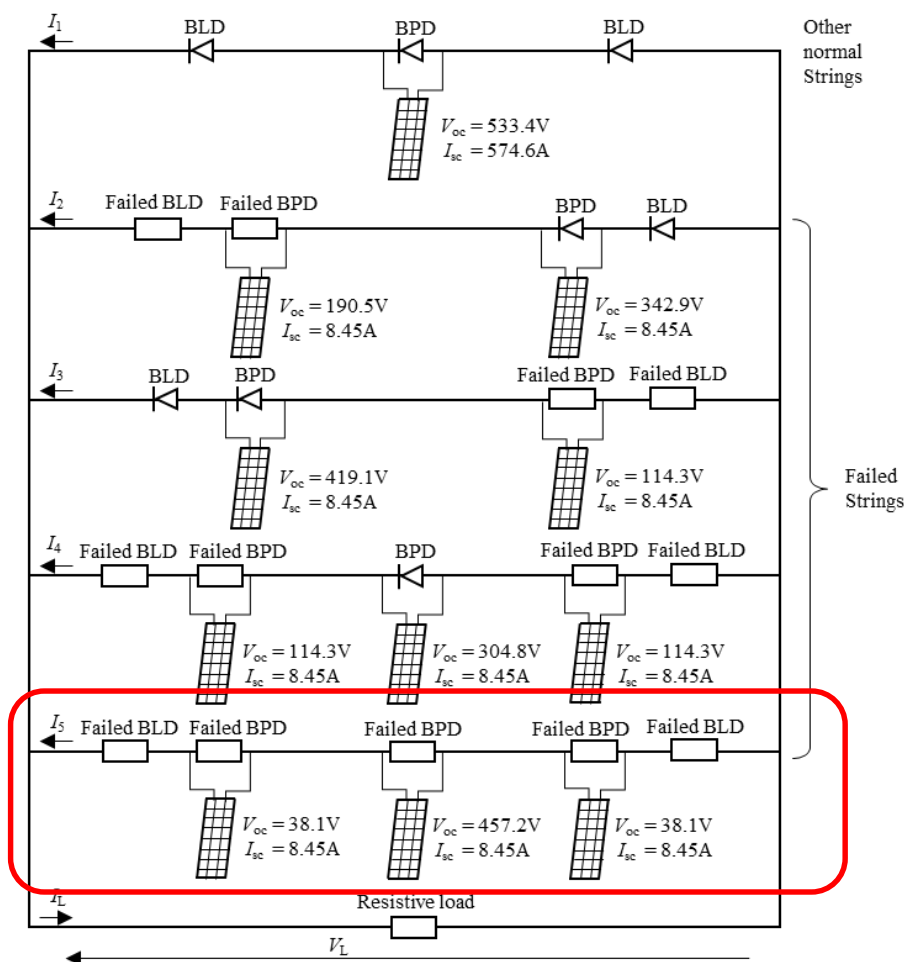 I₁ BLD BPD BLD
Other
normal
Strings
Vₒc = 533.4V
Iₛc = 574.6A
I₂ Failed BLD Failed BPD BPD BLD
Vₒc = 190.5V Vₒc = 342.9V
Iₛc = 8.45A Iₛc = 8.45A
I₃ BLD BPD Failed BPD Failed BLD
Vₒc = 419.1V Vₒc = 114.3V
Iₛc = 8.45A Iₛc = 8.45A
Failed
Strings
I₄ Failed BLD Failed BPD BPD Failed BPD Failed BLD
Vₒc = 114.3V Vₒc = 304.8V Vₒc = 114.3V
Iₛc = 8.45A Iₛc = 8.45A Iₛc = 8.45A
I₅ Failed BLD Failed BPD Failed BPD Failed BPD Failed BLD
Vₒc = 38.1V Vₒc = 457.2V Vₒc = 38.1V
Iₛc = 8.45A Iₛc = 8.45A Iₛc = 8.45A
I_L Resistive load
V_L